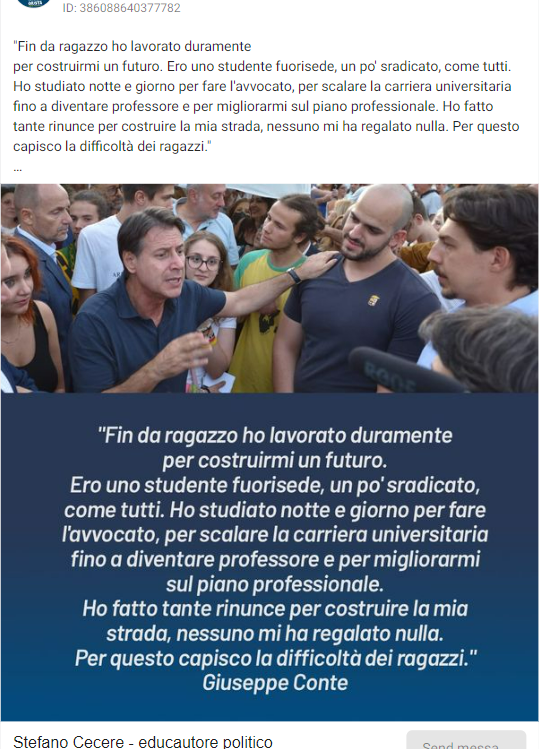 ID: 386088640377782
"Fin da ragazzo ho lavorato duramente
per costruirmi un futuro. Ero uno studente fuorisede, un po' sradicato, come tutti.
Ho studiato notte e giorno per fare l'avvocato, per scalare la carriera universitaria
fino a diventare professore e per migliorarmi sul piano professionale. Ho fatto
tante rinunce per costruire la mia strada, nessuno mi ha regalato nulla. Per questo
capisco la difficoltà dei ragazzi."
...
"Fin da ragazzo ho lavorato duramente
per costruirmi un futuro.
Ero uno studente fuorisede, un po' sradicato,
come tutti. Ho studiato notte e giorno per fare
l'avvocato, per scalare la carriera universitaria
fino a diventare professore e per migliorarmi
sul piano professionale.
Ho fatto tante rinunce per costruire la mia
strada, nessuno mi ha regalato nulla.
Per questo capisco la difficoltà dei ragazzi."
Giuseppe Conte
Stefano Cecere - educautore politico
Send messa...